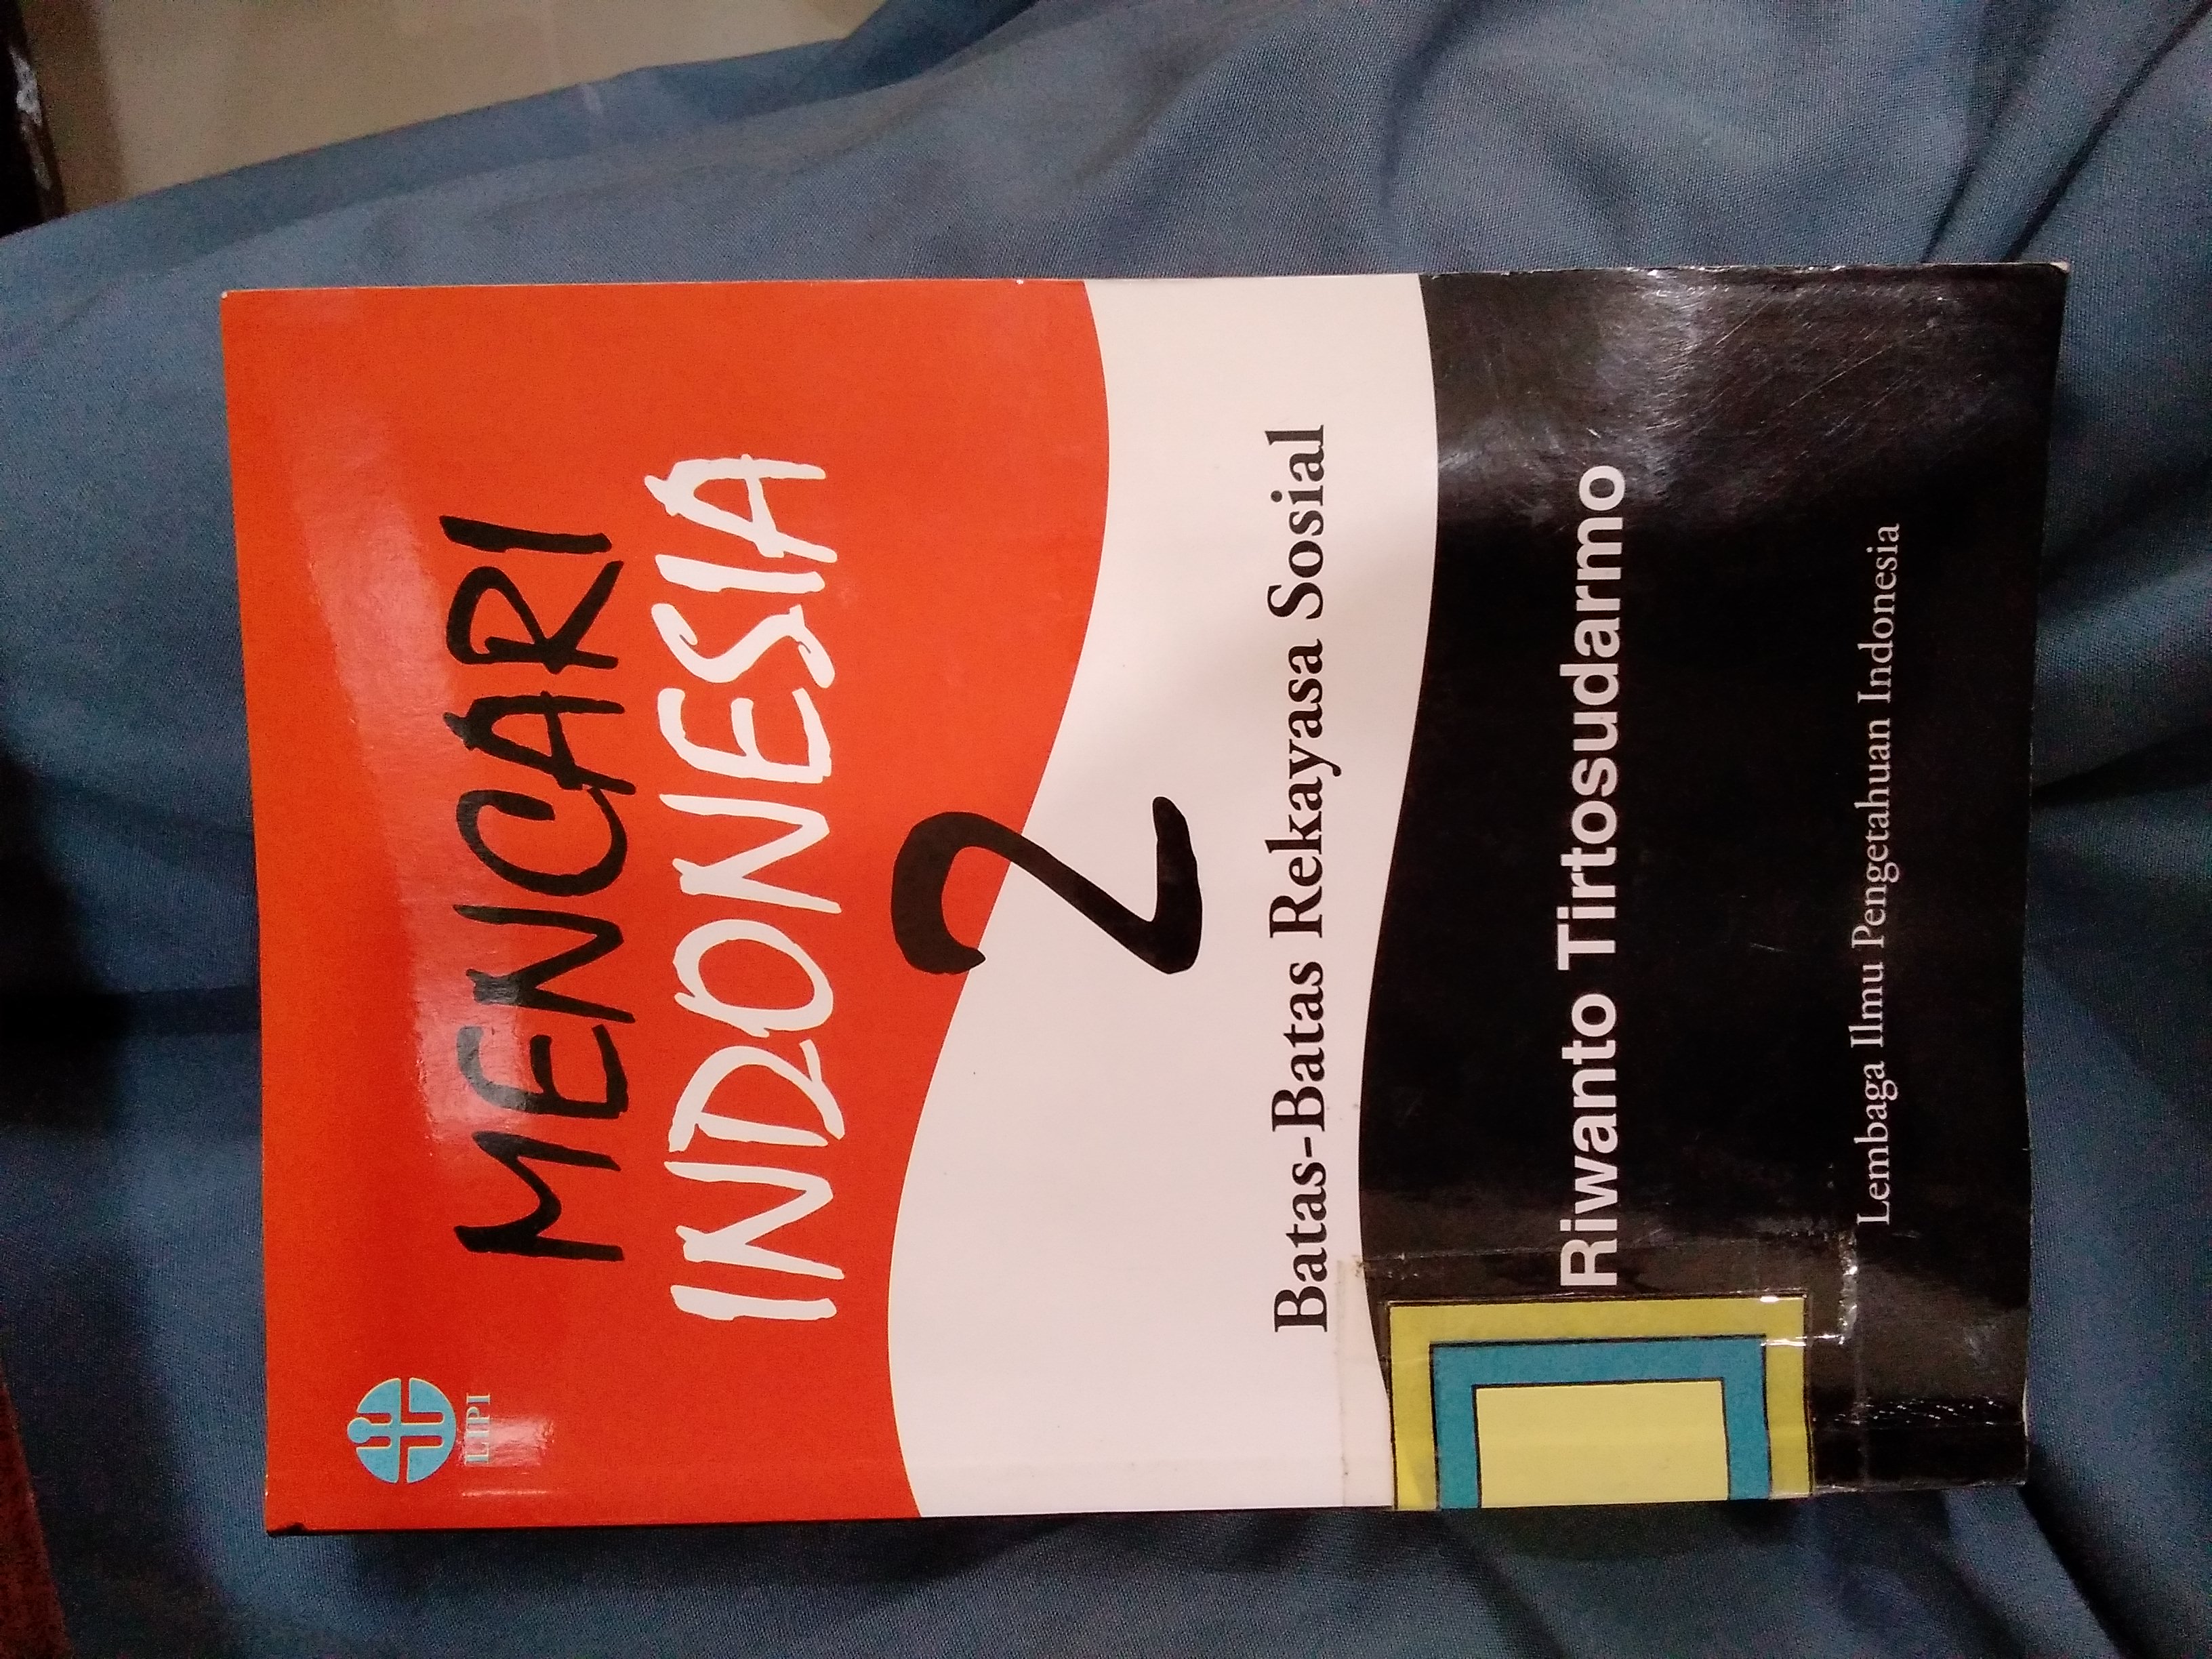 LIPI
MENCARI
INDONESIA
2
Batas-Batas Rekayasa Sosial
Riwanto Tirtosudarmo
Lembaga Ilmu Pengetahuan Indonesia